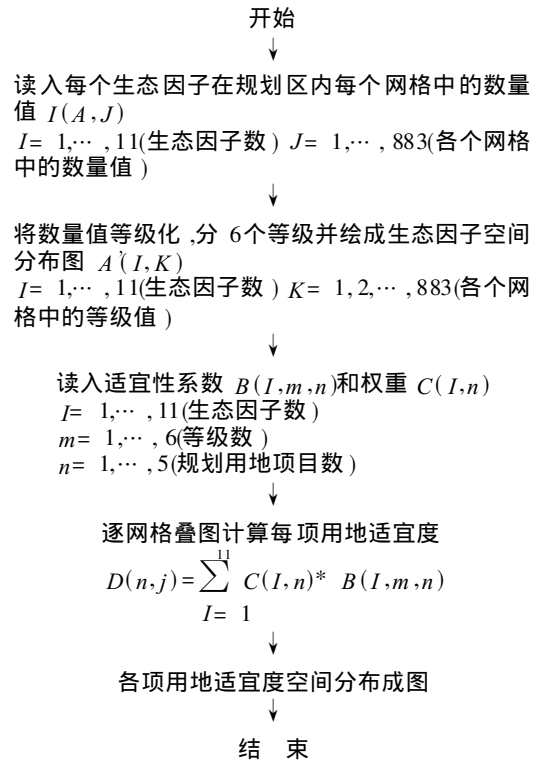 开始
↓
读入每个生态因子在规划区内每个网格中的数量
值 I(A,J)
I= 1,⋯ ,11(生态因子数) J= 1,⋯ ,883(各个网格
中的数量值)
↓
将数量值等级化,分 6个等级并绘成生态因子空间
分布图 A'(I,K)
I= 1,⋯ ,11(生态因子数) K= 1,2,⋯ ,883(各个网
格中的等级值)
↓
读入适宜性系数 B(I,m,n)和权重 C(I,n)
I= 1,⋯ ,11(生态因子数)
m= 1,⋯ ,6(等级数)
n= 1,⋯ ,5(规划用地项目数)
↓
逐网格叠图计算每项用地适宜度
11
D(n,j)=∑ C(I,n)* B(I,m,n)
I= 1
↓
各项用地适宜度空间分布成图
↓
结 束